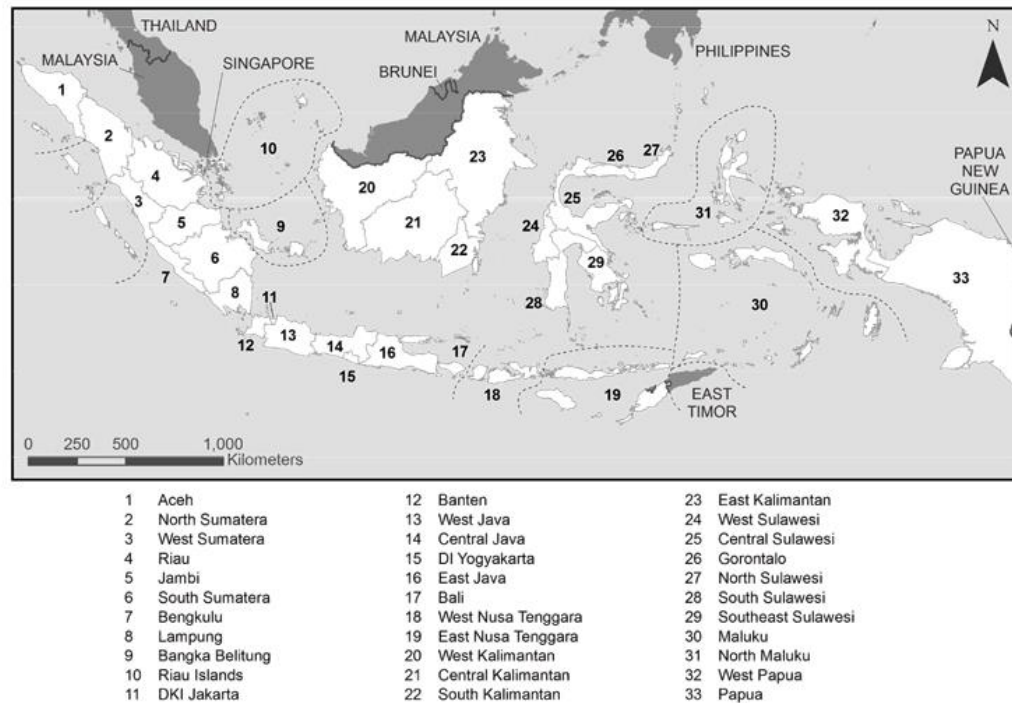 THAILAND
MALAYSIA
SINGAPORE
MALAYSIA
BRUNEI
PHILIPPINES
N
PAPUA
NEW
GUINEA
EAST
TIMOR
1
2
3
4
5
6
7
8
9
10
11
12
13
14
15
16
17
18
19
20
21
22
23
24
25
26
27
28
29
30
31
32
33
0 250 500 1,000
Kilometers
1 Aceh
2 North Sumatera
3 West Sumatera
4 Riau
5 Jambi
6 South Sumatera
7 Bengkulu
8 Lampung
9 Bangka Belitung
10 Riau Islands
11 DKI Jakarta
12 Banten
13 West Java
14 Central Java
15 DI Yogyakarta
16 East Java
17 Bali
18 West Nusa Tenggara
19 East Nusa Tenggara
20 West Kalimantan
21 Central Kalimantan
22 South Kalimantan
23 East Kalimantan
24 West Sulawesi
25 Central Sulawesi
26 Gorontalo
27 North Sulawesi
28 South Sulawesi
29 Southeast Sulawesi
30 Maluku
31 North Maluku
32 West Papua
33 Papua